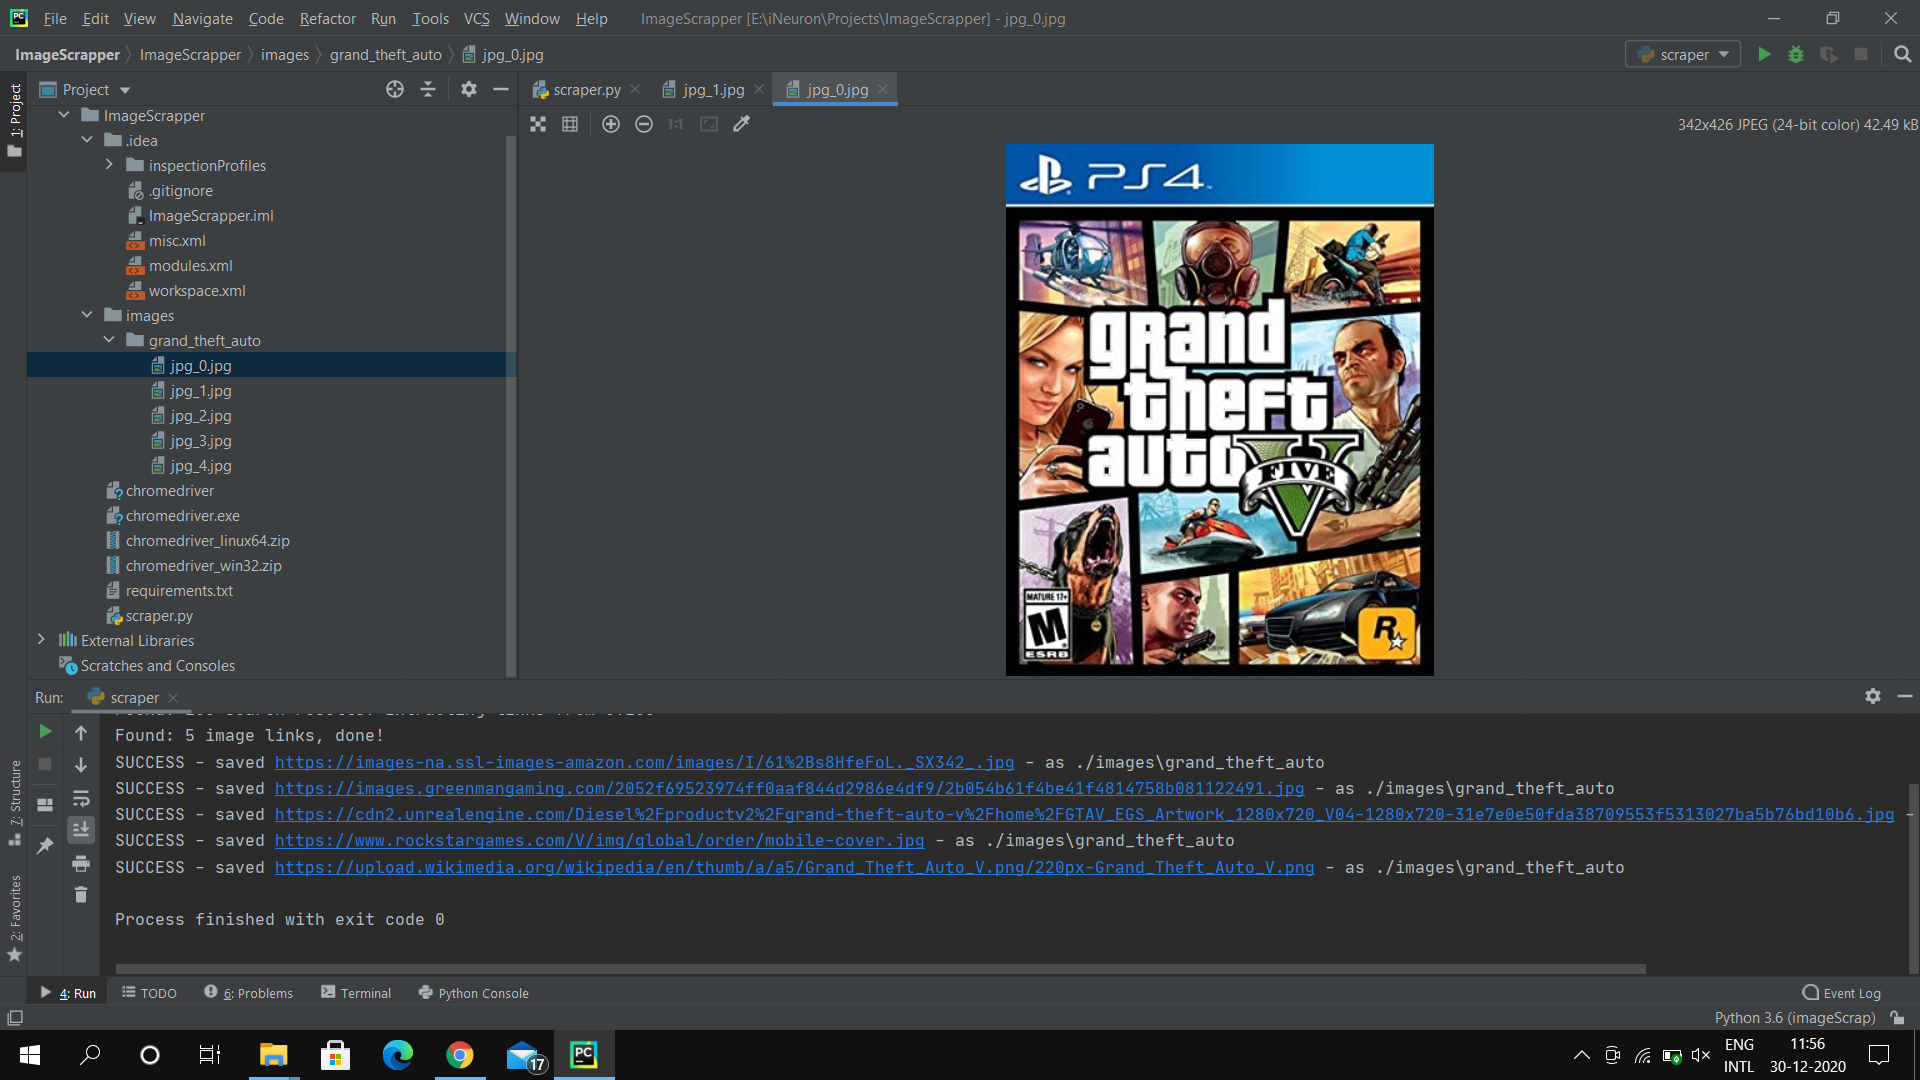 File Edit View Navigate Code Refactor Run Tools VCS Window Help ImageScrapper [E:\iNeuron\Projects\ImageScrapper] - jpg_0.jpg
ImageScrapper ImageScrapper images grand_theft_auto jpg_0.jpg scraper
1: Project
Project
scraper.py jpg_1.jpg jpg_0.jpg
1:1
342x426 JPEG (24-bit color) 42.49 kB
ImageScrapper
.idea
inspectionProfiles
.gitignore
ImageScrapper.iml
misc.xml
modules.xml
workspace.xml
images
grand_theft_auto
jpg_0.jpg
jpg_1.jpg
jpg_2.jpg
jpg_3.jpg
jpg_4.jpg
chromedriver
chromedriver.exe
chromedriver_linux64.zip
chromedriver_win32.zip
requirements.txt
scraper.py
External Libraries
Scratches and Consoles
PS4
grand
theft
auto
V
FIVE
MATURE 17+
M
ESRB
R
Run: scraper
Found: 5 image links, done!
SUCCESS - saved https://images-na.ssl-images-amazon.com/images/I/61%2Bs8HfeFoL._SX342_.jpg - as ./images\grand_theft_auto
SUCCESS - saved https://images.greenmangaming.com/2052f69523974ff0aaf844d2986e4df9/2b054b61f4be41f4814758b081122491.jpg - as ./images\grand_theft_auto
SUCCESS - saved https://cdn2.unrealengine.com/Diesel%2Fproductv2%2Fgrand-theft-auto-v%2Fhome%2FGTAV_EGS_Artwork_1280x720_V04-1280x720-31e7e0e50fda38709553f5313027ba5b76bd10b6.jpg -
SUCCESS - saved https://www.rockstargames.com/V/img/global/order/mobile-cover.jpg - as ./images\grand_theft_auto
SUCCESS - saved https://upload.wikimedia.org/wikipedia/en/thumb/a/a5/Grand_Theft_Auto_V.png/220px-Grand_Theft_Auto_V.png - as ./images\grand_theft_auto
Process finished with exit code 0
7: Structure
2: Favorites
4: Run TODO 6: Problems Terminal Python Console Event Log
Python 3.6 (imageScrap)
PC
17
PC
ENG
INTL
11:56
30-12-2020